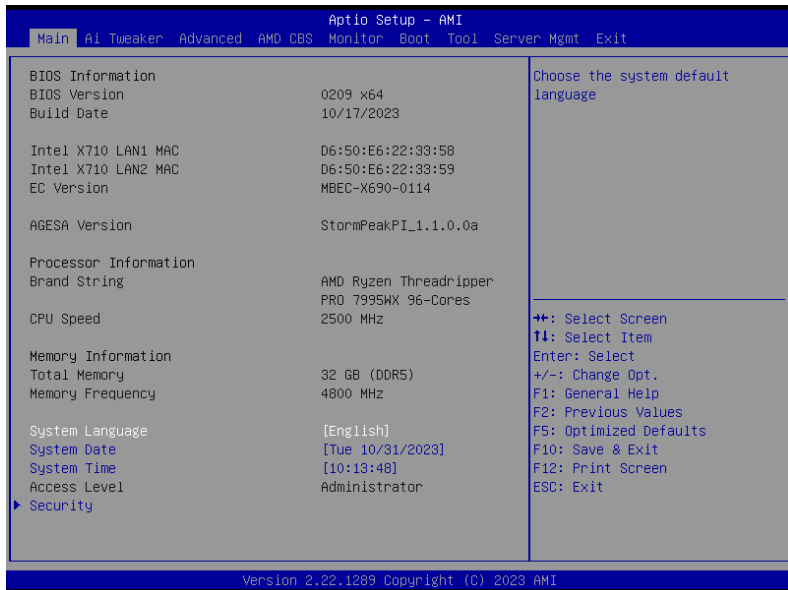 Aptio Setup - AMI
Main Ai Tweaker Advanced AMD CBS Monitor Boot Tool Server Mgmt Exit
BIOS Information
BIOS Version 0209 x64
Build Date 10/17/2023
Intel X710 LAN1 MAC D6:50:E6:22:33:58
Intel X710 LAN2 MAC D6:50:E6:22:33:59
EC Version MBEC-X690-0114
AGESA Version StormPeakPI_1.1.0.0a
Processor Information
Brand String AMD Ryzen Threadripper
PRO 7995WX 96-Cores
CPU Speed 2500 MHz
Memory Information
Total Memory 32 GB (DDR5)
Memory Frequency 4800 MHz
System Language [English]
System Date [Tue 10/31/2023]
System Time [10:13:48]
Access Level Administrator
Security
Choose the system default
language
→←: Select Screen
↑↓: Select Item
Enter: Select
+/-: Change Opt.
F1: General Help
F2: Previous Values
F5: Optimized Defaults
F10: Save & Exit
F12: Print Screen
ESC: Exit
Version 2.22.1289 Copyright (C) 2023 AMI